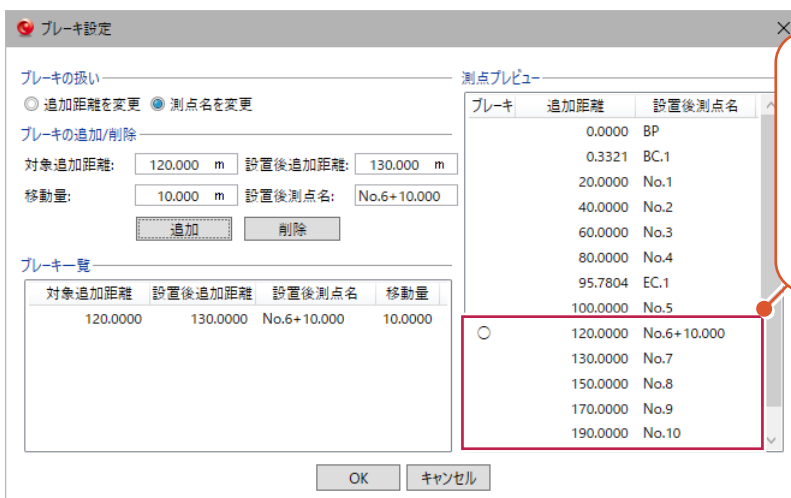 ブレーキ設定
ブレーキの扱い
追加距離を変更 測点名を変更
ブレーキの追加/削除
対象追加距離: 120.000 m 設置後追加距離: 130.000 m
移動量: 10.000 m 設置後測点名: No.6+10.000
追加 削除
ブレーキ一覧
対象追加距離 設置後追加距離 設置後測点名 移動量
120.0000 130.0000 No.6+10.000 10.0000
測点プレビュー
ブレーキ 追加距離 設置後測点名
0.0000 BP
0.3321 BC.1
20.0000 No.1
40.0000 No.2
60.0000 No.3
80.0000 No.4
95.7804 EC.1
100.0000 No.5
○ 120.0000 No.6+10.000
130.0000 No.7
150.0000 No.8
170.0000 No.9
190.0000 No.10
OK キャンセル